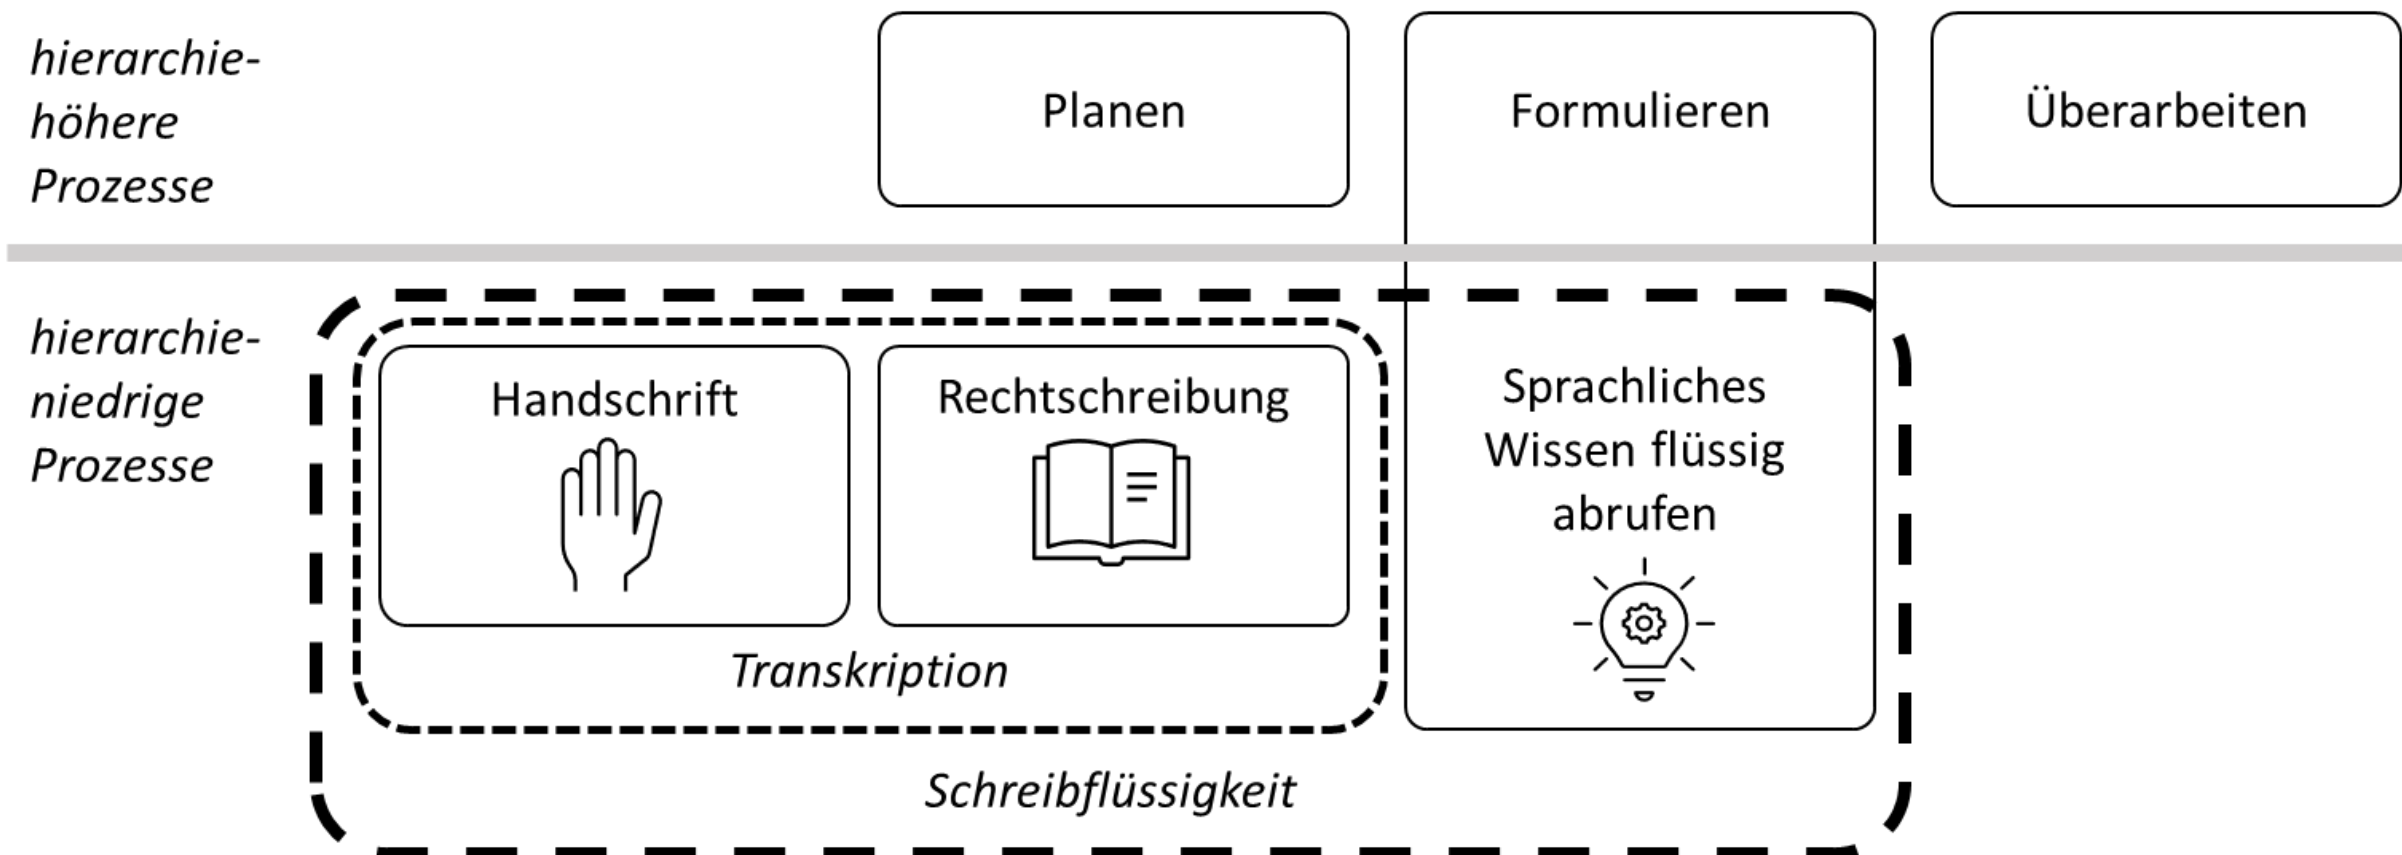 hierarchie-
höhere
Prozesse
Planen
Formulieren
Überarbeiten
hierarchie-
niedrige
Prozesse
Handschrift
Rechtschreibung
Sprachliches
Wissen flüssig
abrufen
Transkription
Schreibflüssigkeit